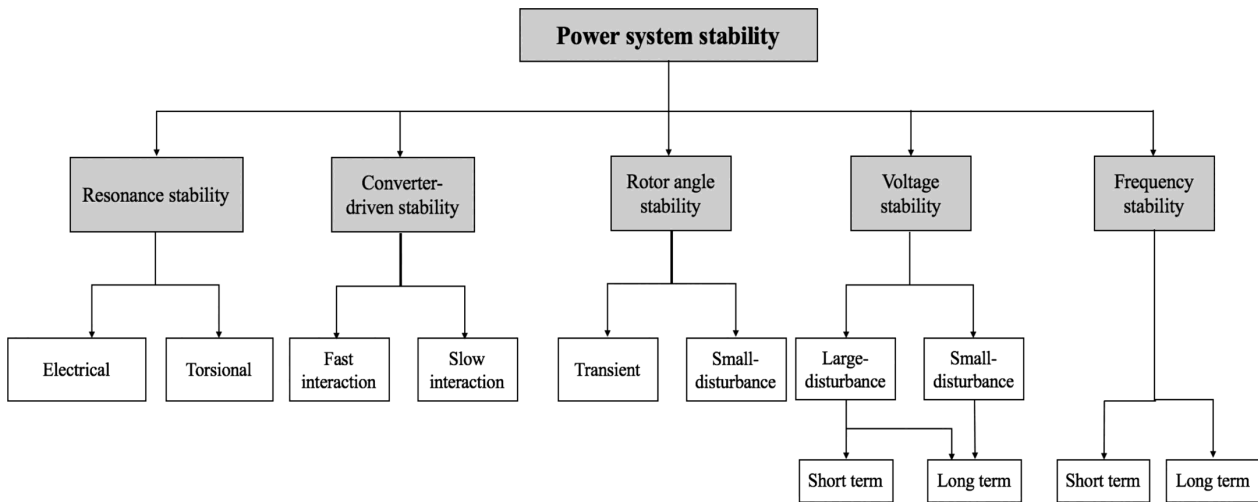 Power system stability
Resonance stability
Converter-
driven stability
Rotor angle
stability
Voltage
stability
Frequency
stability
Electrical
Torsional
Fast
interaction
Slow
interaction
Transient
Small-
disturbance
Large-
disturbance
Small-
disturbance
Short term
Long term
Short term
Long term